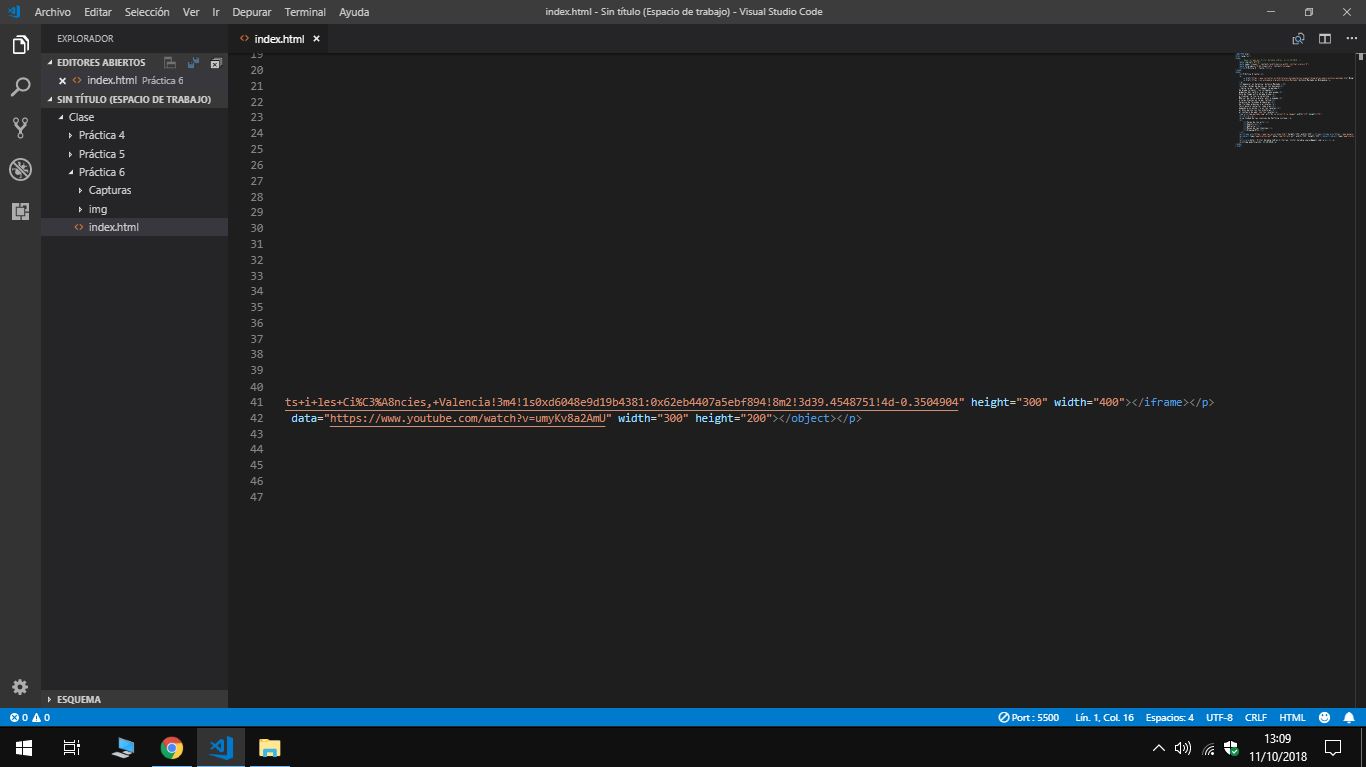 Archivo Editar Selección Ver Ir Depurar Terminal Ayuda
index.html - Sin título (Espacio de trabajo) - Visual Studio Code
EXPLORADOR
EDITORES ABIERTOS
index.html Práctica 6
SIN TÍTULO (ESPACIO DE TRABAJO)
Clase
Práctica 4
Práctica 5
Práctica 6
Capturas
img
index.html
ESQUEMA
index.html
19
20
21
22
23
24
25
26
27
28
29
30
31
32
33
34
35
36
37
38
39
40
41 ts+i+les+Ci%C3%A8ncies,+Valencia!3m4!1s0xd6048e9d19b4381:0x62eb4407a5ebf894!8m2!3d39.4548751!4d-0.3504904" height="300" width="400"></iframe></p>
42 data="https://www.youtube.com/watch?v=umyKv8a2AmU" width="300" height="200"></object></p>
43
44
45
46
47
0 0
Port : 5500 Lín. 1, Col. 16 Espacios: 4 UTF-8 CRLF HTML
13:09
11/10/2018